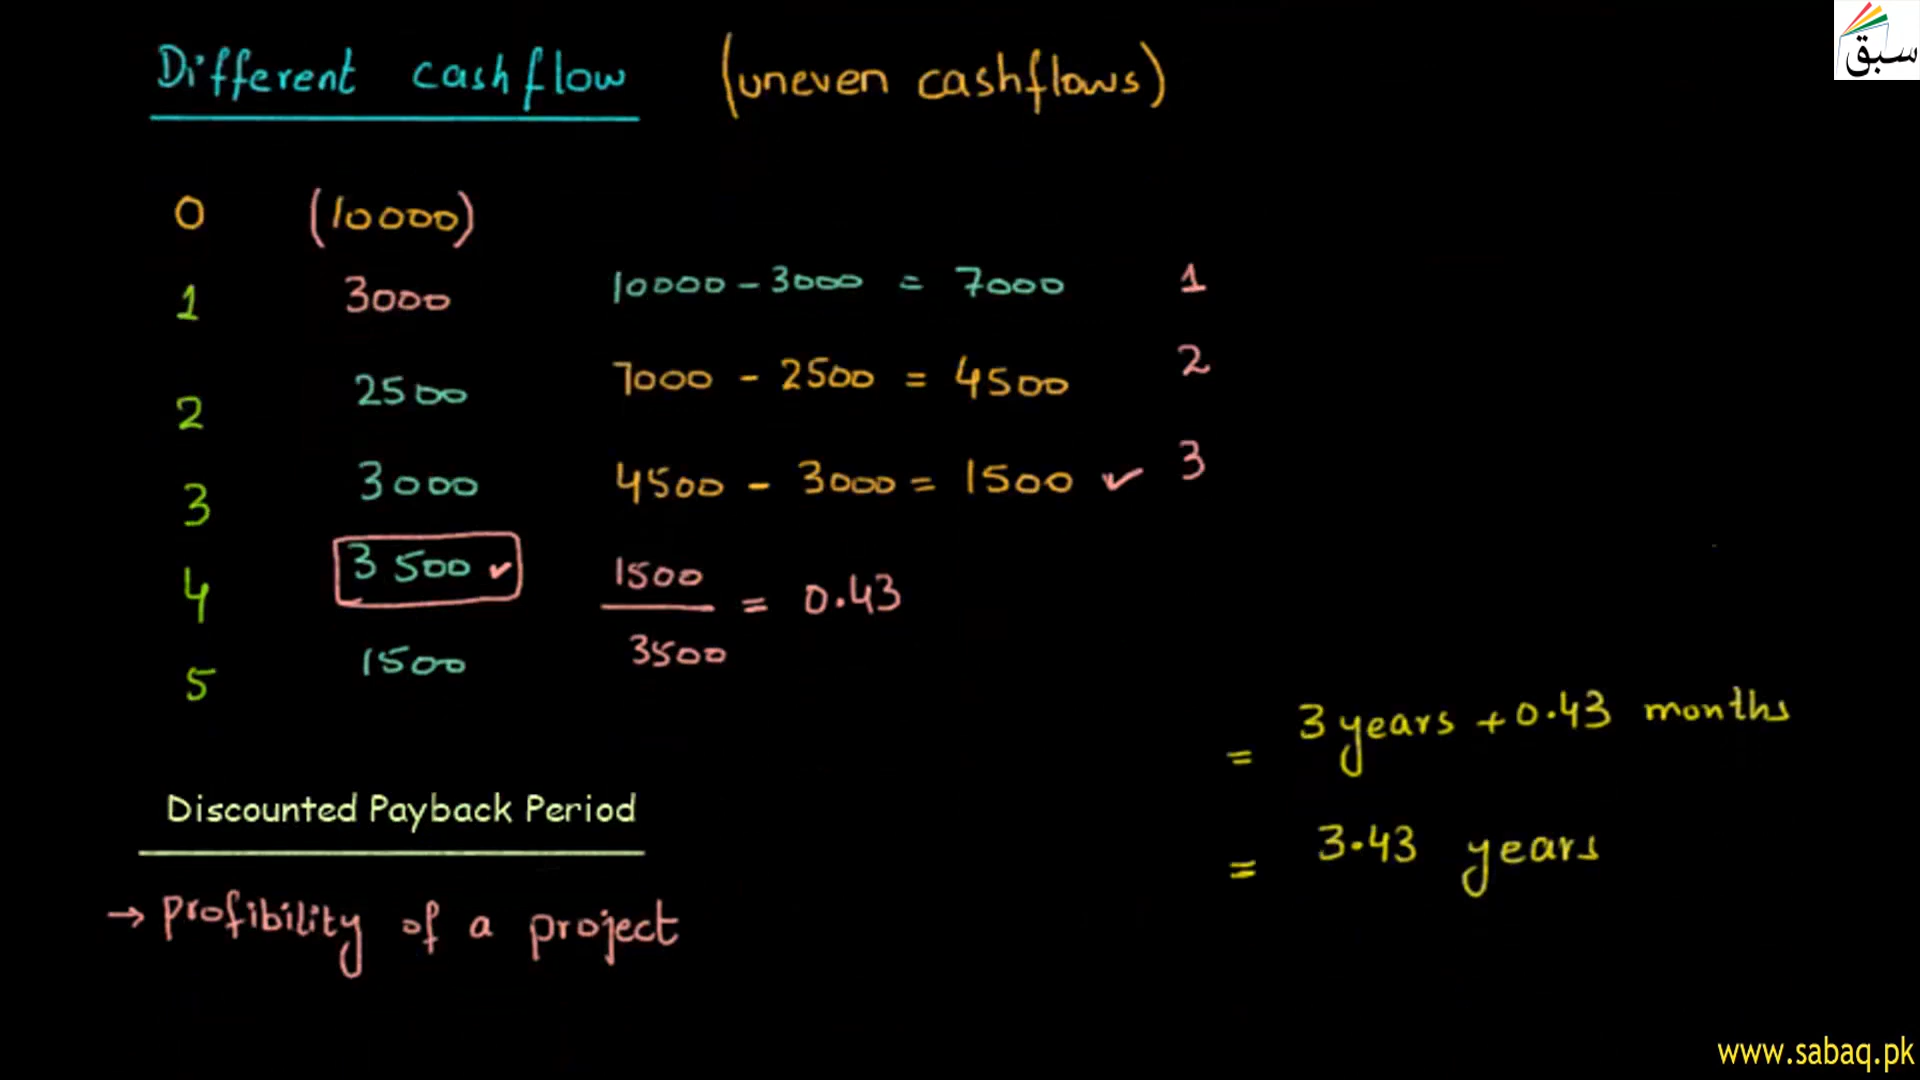 سبق
Different cashflow (uneven cashflows)
0 (10000)
1 3000 10000 - 3000 = 7000 1
2 2500 7000 - 2500 = 4500 2
3 3000 4500 - 3000 = 1500 ✓ 3
4 3500 ✓ 1500 / 3500 = 0.43
5 1500
= 3 years + 0.43 months
Discounted Payback Period
= 3.43 years
→ Profibility of a project
www.sabaq.pk